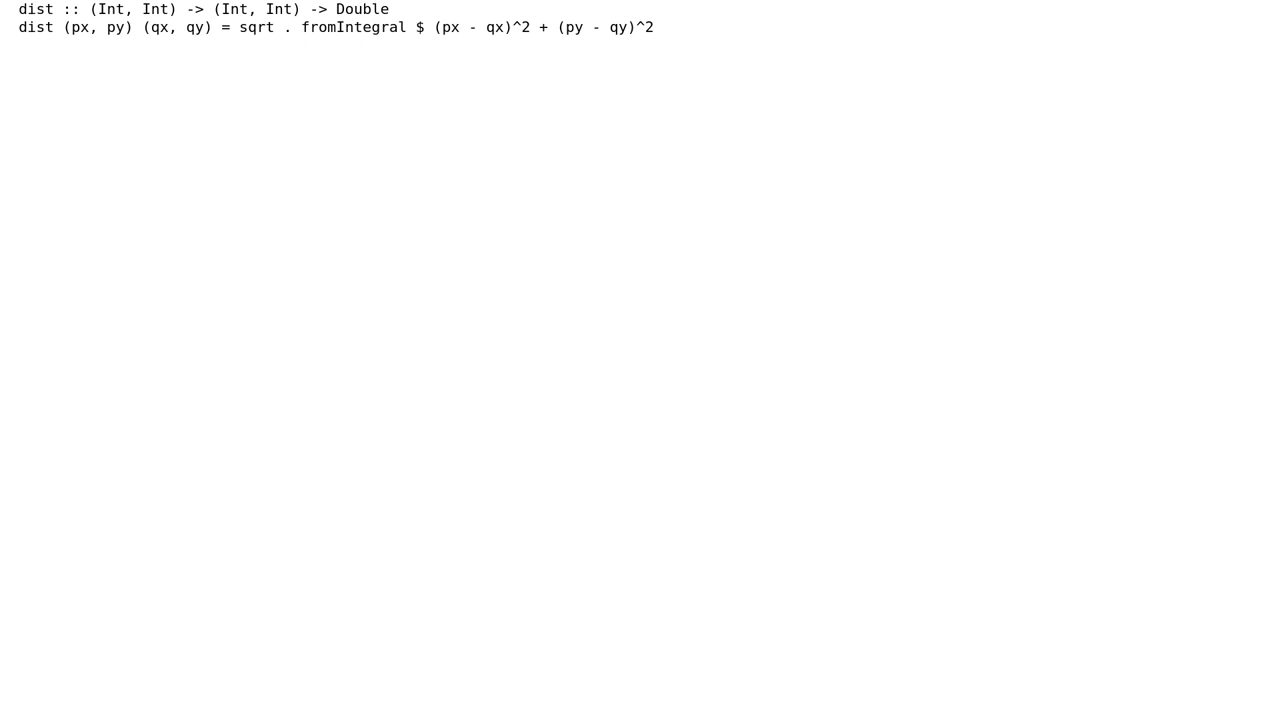 dist :: (Int, Int) -> (Int, Int) -> Double
dist (px, py) (qx, qy) = sqrt . fromIntegral $ (px - qx)^2 + (py - qy)^2